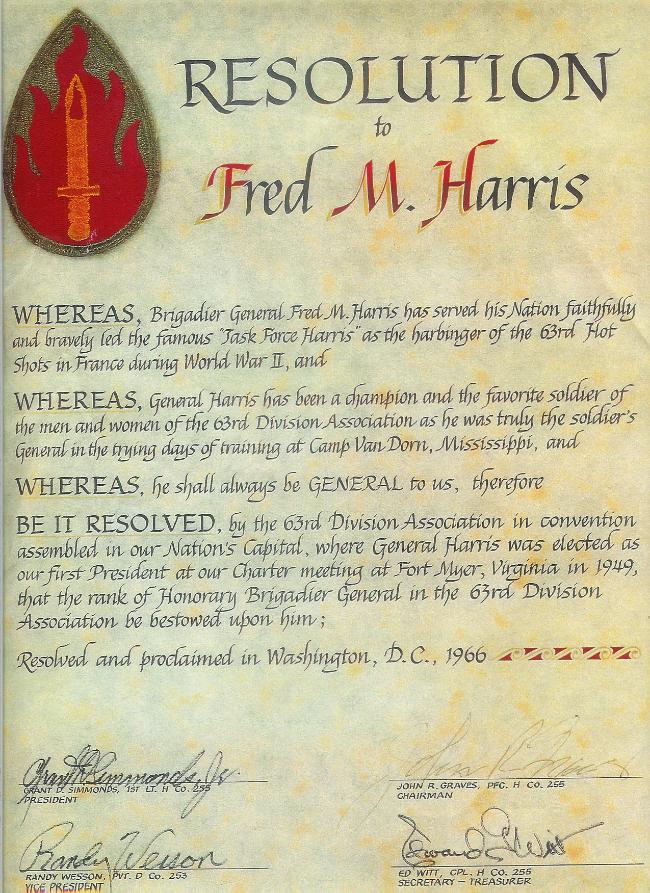 RESOLUTION
to
Fred M. Harris
WHEREAS, Brigadier General Fred M. Harris has served his Nation faithfully
and bravely led the famous "Task Force Harris" as the harbinger of the 63rd Hot
Shots in France during World War II, and
WHEREAS, General Harris has been a champion and the favorite soldier of
the men and women of the 63rd Division Association as he was truly the soldier's
General in the trying days of training at Camp Van Dorn, Mississippi, and
WHEREAS, he shall always be GENERAL to us, therefore
BE IT RESOLVED, by the 63rd Division Association in convention
assembled in our Nation's Capital, where General Harris was elected as
our first President at our Charter meeting at Fort Myer, Virginia in 1949,
that the rank of Honorary Brigadier General in the 63rd Division
Association be bestowed upon him;
Resolved and proclaimed in Washington, D.C., 1966
Grant D. Simmonds, Jr.
GRANT D. SIMMONDS, 1ST LT. H CO. 255
PRESIDENT
JOHN R. GRAVES, PFC. H CO. 255
CHAIRMAN
Randy Wesson
RANDY WESSON, PVT. D CO. 253
VICE PRESIDENT
Edward E. Witt
ED WITT, CPL. H CO. 255
SECRETARY - TREASURER